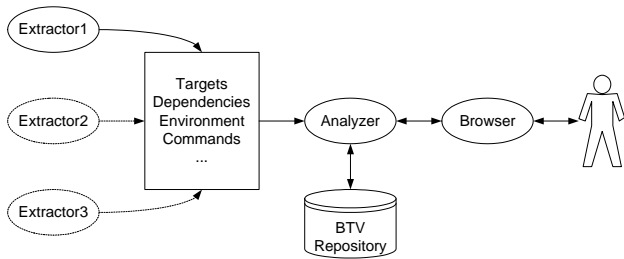 Extractor1
Extractor2
Extractor3
Targets
Dependencies
Environment
Commands
...
Analyzer
Browser
BTV
Repository